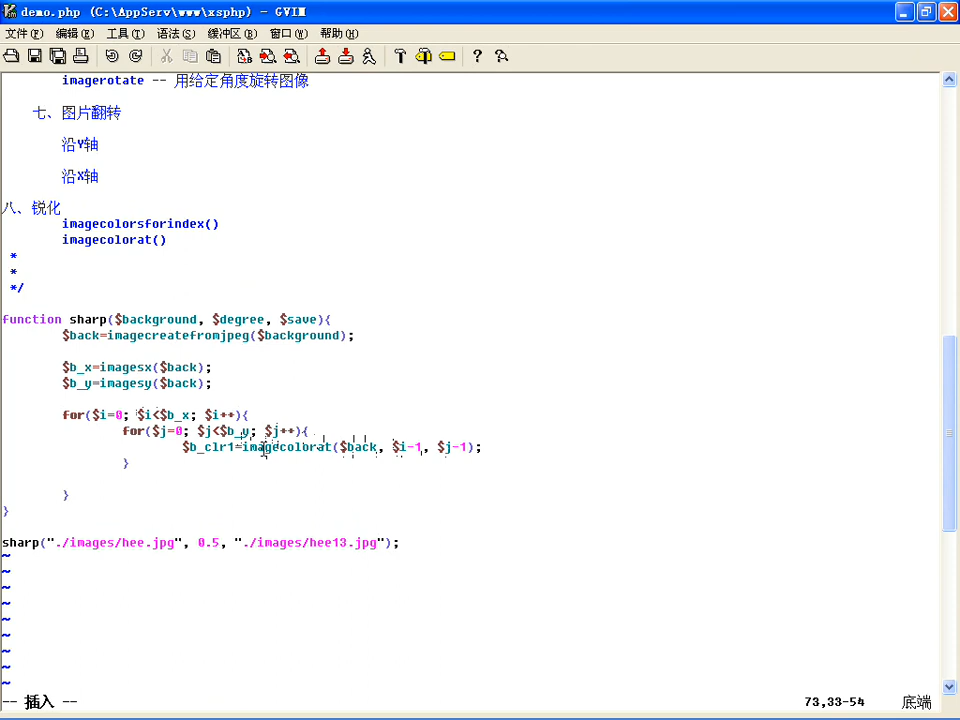 demo.php (C:\AppServ\www\xsphp) - GVIM
文件(F) 编辑(E) 工具(T) 语法(S) 缓冲区(B) 窗口(W) 帮助(H)
imagerotate -- 用给定角度旋转图像
七、图片翻转
沿Y轴
沿X轴
八、锐化
imagecolorsforindex()
imagecolorat()
*
*
*/
function sharp($background, $degree, $save){
$back=imagecreatefromjpeg($background);
$b_x=imagesx($back);
$b_y=imagesy($back);
for($i=0; $i<$b_x; $i++){
for($j=0; $j<$b_y; $j++){
$b_clr1=imagecolorat($back, $i-1, $j-1);
}
}
}
sharp("./images/hee.jpg", 0.5, "./images/hee13.jpg");
~
~
~
~
~
~
~
~
~
-- 插入 -- 73,33-54 底端